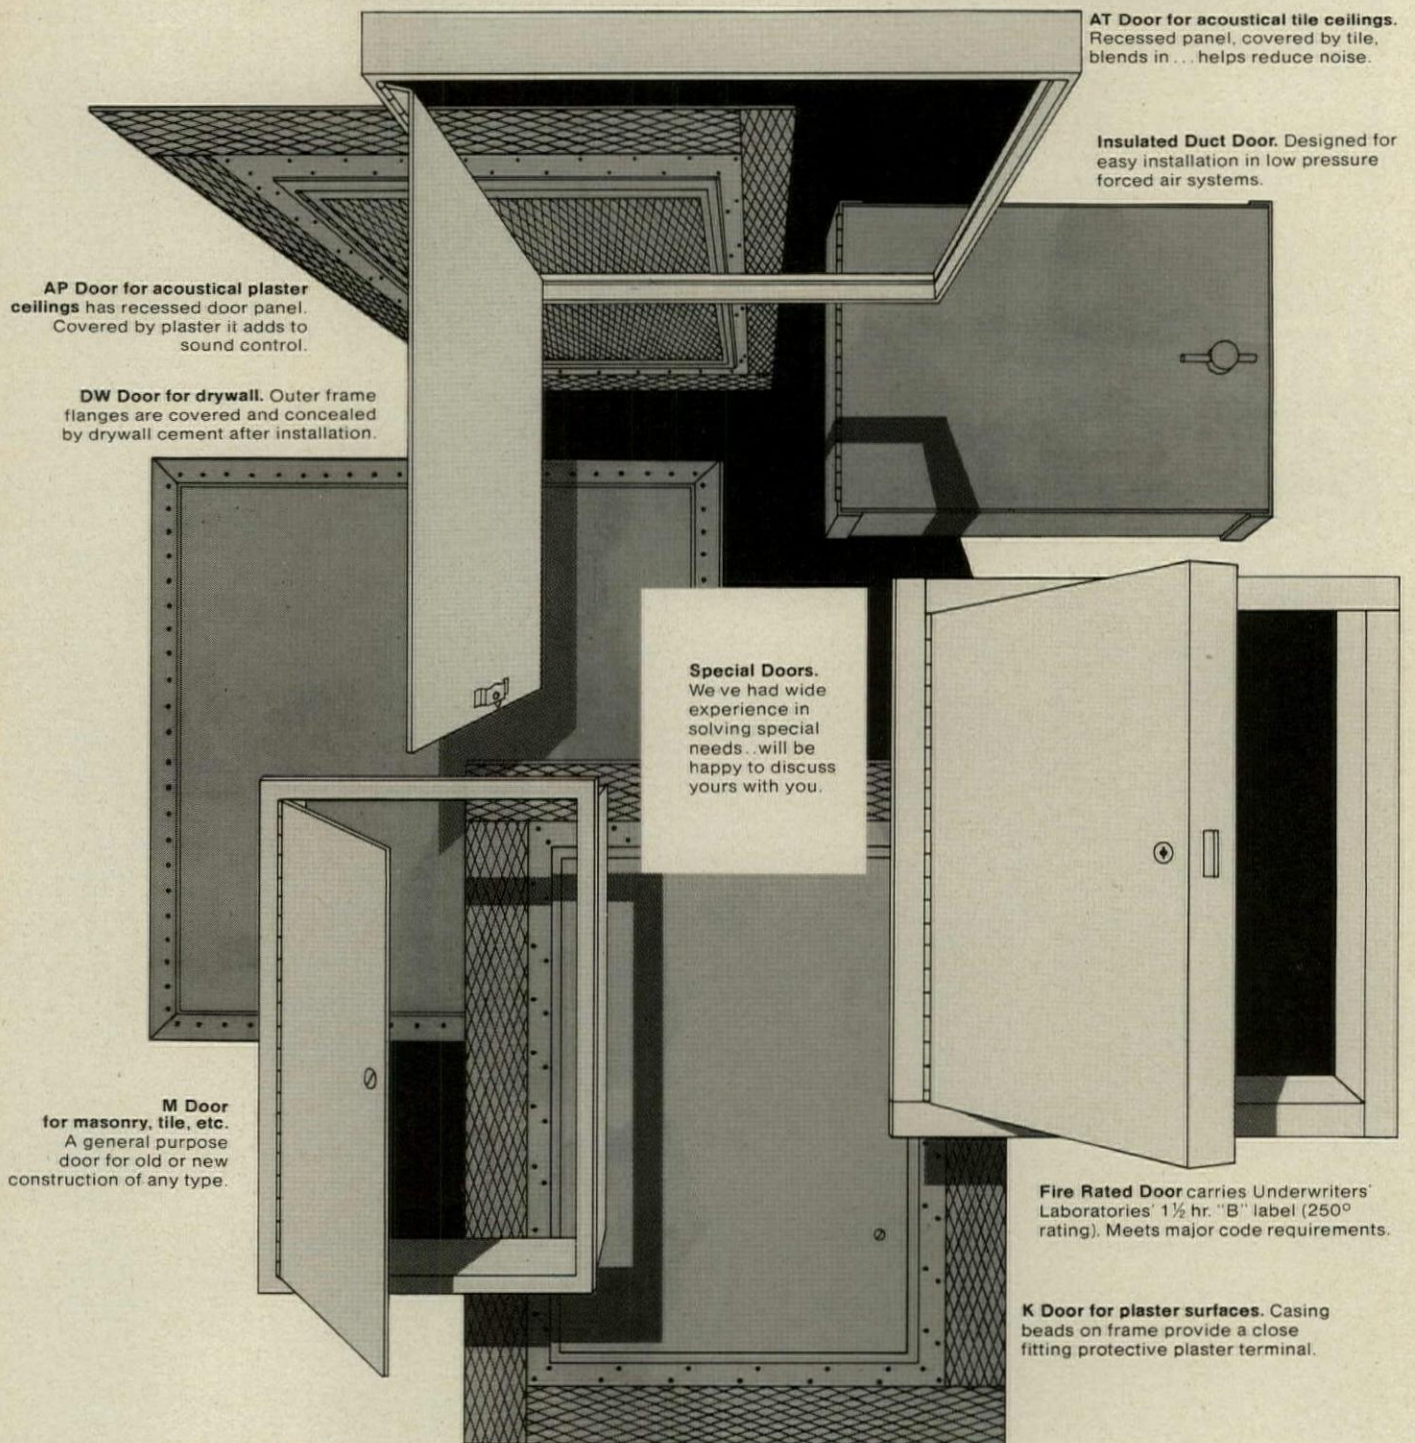 AT Door for acoustical tile ceilings.
Recessed panel, covered by tile,
blends in ... helps reduce noise.
Insulated Duct Door. Designed for
easy installation in low pressure
forced air systems.
AP Door for acoustical plaster
ceilings has recessed door panel.
Covered by plaster it adds to
sound control.
DW Door for drywall. Outer frame
flanges are covered and concealed
by drywall cement after installation.
Special Doors.
We ve had wide
experience in
solving special
needs..will be
happy to discuss
yours with you.
M Door
for masonry, tile, etc.
A general purpose
door for old or new
construction of any type.
Fire Rated Door carries Underwriters'
Laboratories' 1½ hr. "B" label (250°
rating). Meets major code requirements.
K Door for plaster surfaces. Casing
beads on frame provide a close
fitting protective plaster terminal.